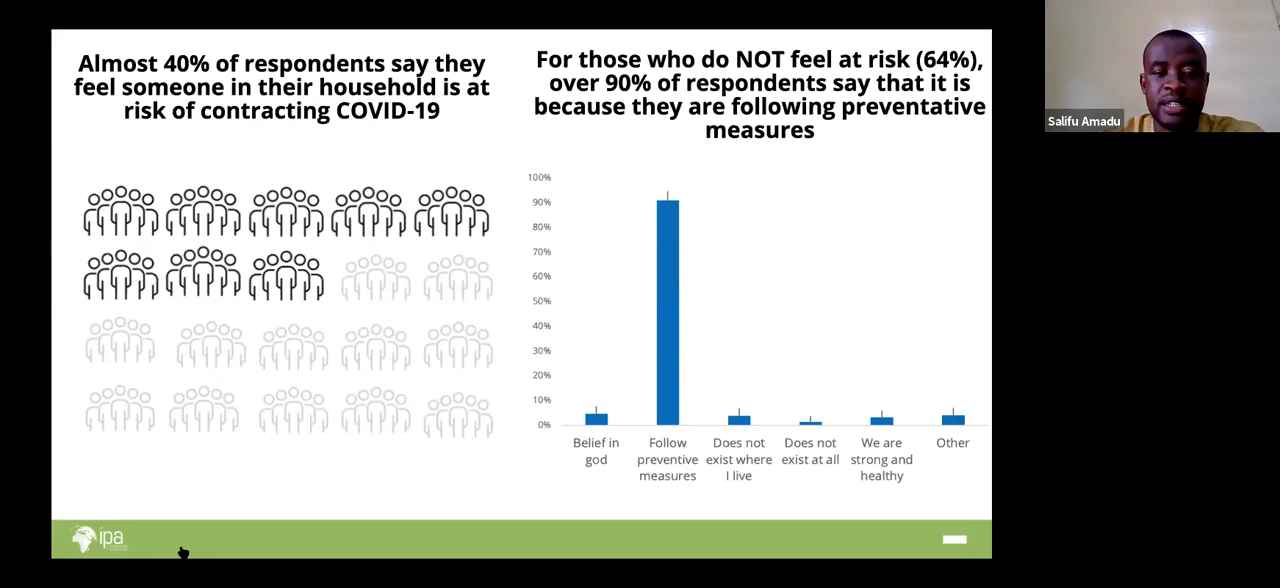 Almost 40% of respondents say they
feel someone in their household is at
risk of contracting COVID-19
For those who do NOT feel at risk (64%),
over 90% of respondents say that it is
because they are following preventative
measures
100%
90%
80%
70%
60%
50%
40%
30%
20%
10%
0%
Belief in
god
Follow
preventive
measures
Does not
exist where
I live
Does not
exist at all
We are
strong and
healthy
Other
ipa
Salifu Amadu